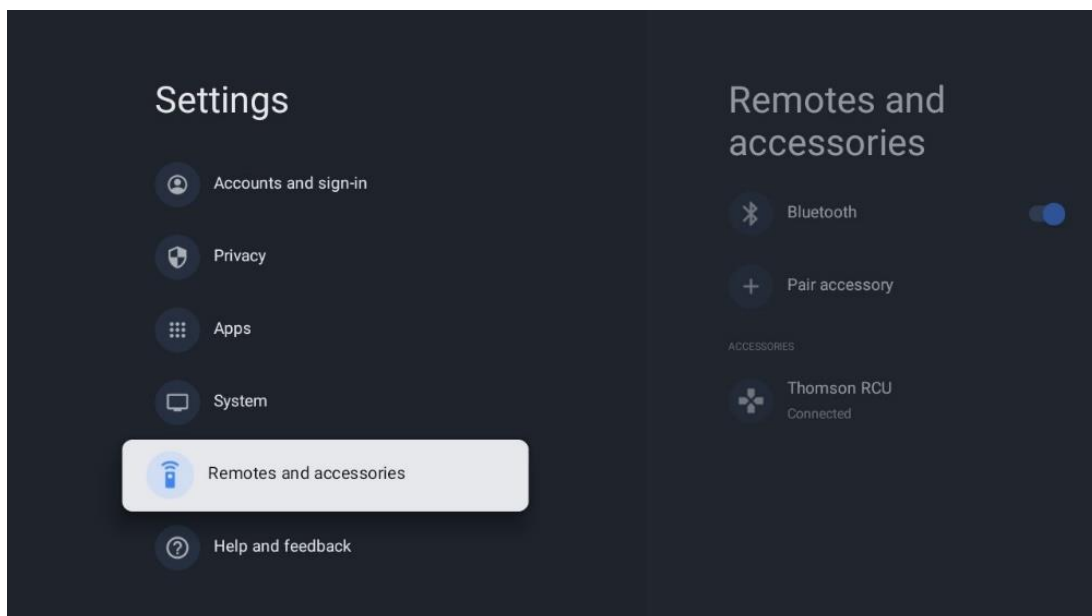 Settings
Accounts and sign-in
Privacy
Apps
System
Remotes and accessories
Help and feedback
Remotes and
accessories
Bluetooth
Pair accessory
ACCESSORIES
Thomson RCU
Connected